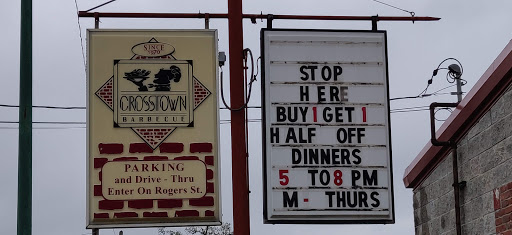 SINCE
CROSSTOWN
BARBECUE
PARKING
and Drive - Thru
Enter On Rogers St.
STOP
HERE
BUY 1 GET 1
HALF OFF
DINNERS
5 TO 8 PM
M- THURS